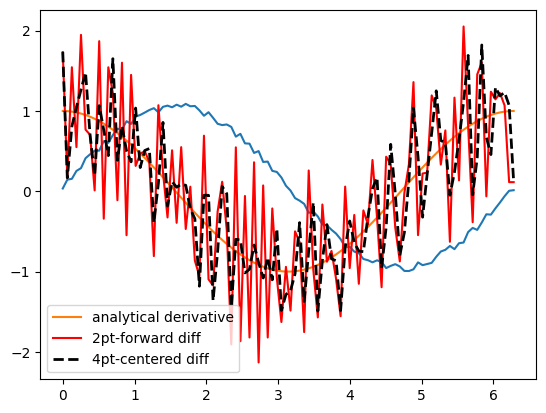 2
1
0
−1
−2
analytical derivative
2pt-forward diff
4pt-centered diff
0 1 2 3 4 5 6